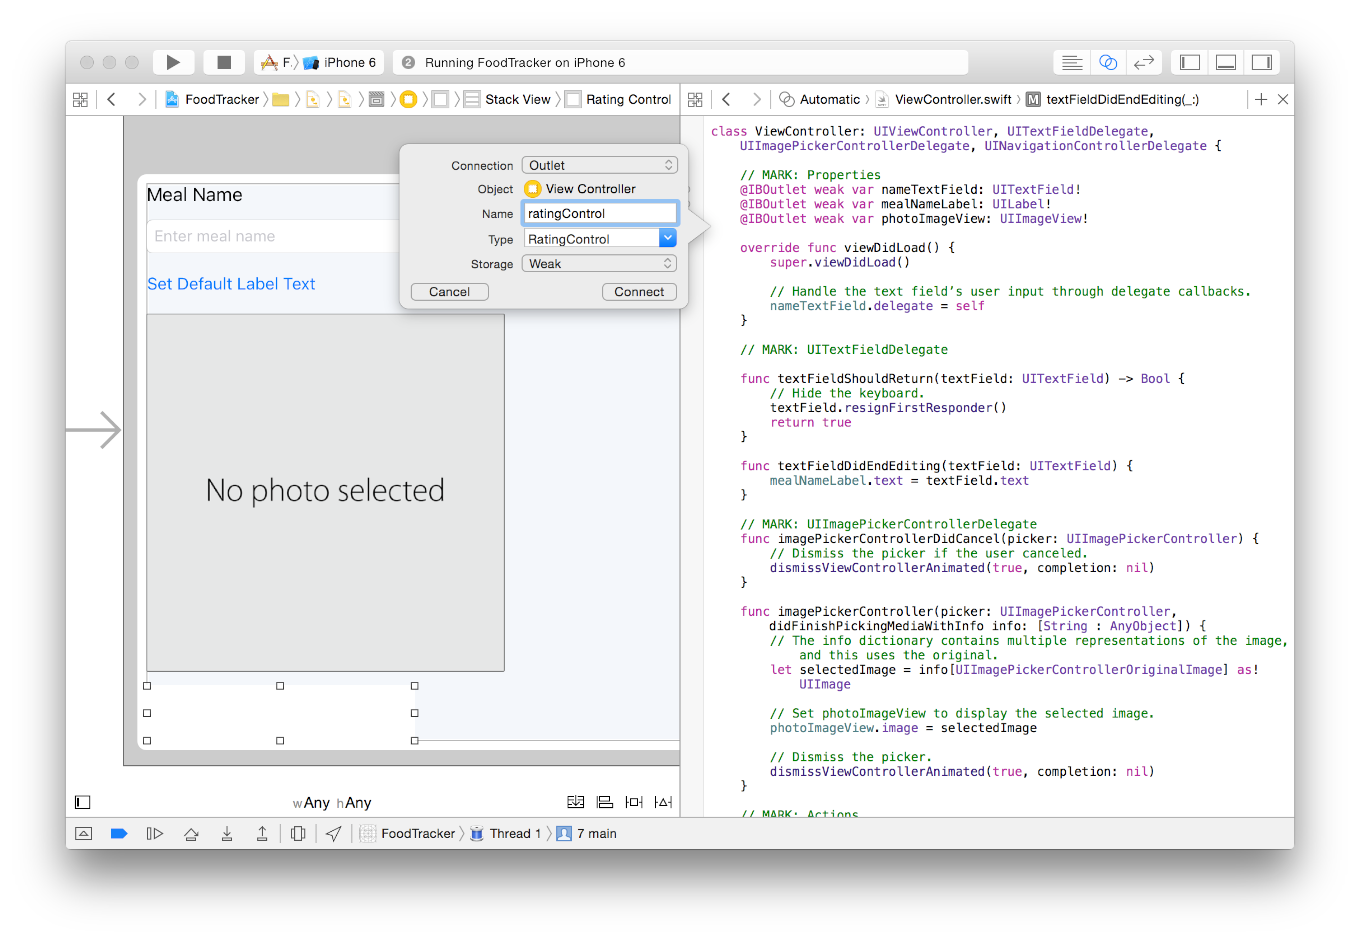 F. iPhone 6
2 Running FoodTracker on iPhone 6
FoodTracker Stack View Rating Control
Automatic ViewController.swift M textFieldDidEndEditing(_:)
Connection Outlet
Object View Controller
Name ratingControl
Type RatingControl
Storage Weak
Cancel Connect
Meal Name
Enter meal name
Set Default Label Text
No photo selected
wAny hAny
class ViewController: UIViewController, UITextFieldDelegate,
UIImagePickerControllerDelegate, UINavigationControllerDelegate {
// MARK: Properties
@IBOutlet weak var nameTextField: UITextField!
@IBOutlet weak var mealNameLabel: UILabel!
@IBOutlet weak var photoImageView: UIImageView!
override func viewDidLoad() {
super.viewDidLoad()
// Handle the text field’s user input through delegate callbacks.
nameTextField.delegate = self
}
// MARK: UITextFieldDelegate
func textFieldShouldReturn(textField: UITextField) -> Bool {
// Hide the keyboard.
textField.resignFirstResponder()
return true
}
func textFieldDidEndEditing(textField: UITextField) {
mealNameLabel.text = textField.text
}
// MARK: UIImagePickerControllerDelegate
func imagePickerControllerDidCancel(picker: UIImagePickerController) {
// Dismiss the picker if the user canceled.
dismissViewControllerAnimated(true, completion: nil)
}
func imagePickerController(picker: UIImagePickerController,
didFinishPickingMediaWithInfo info: [String : AnyObject]) {
// The info dictionary contains multiple representations of the image,
and this uses the original.
let selectedImage = info[UIImagePickerControllerOriginalImage] as!
UIImage
// Set photoImageView to display the selected image.
photoImageView.image = selectedImage
// Dismiss the picker.
dismissViewControllerAnimated(true, completion: nil)
}
// MARK: Actions
FoodTracker Thread 1 7 main